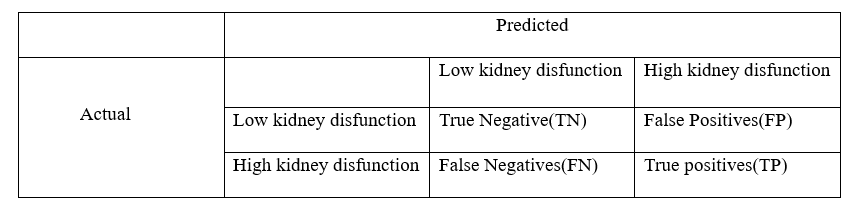 Predicted
Low kidney disfunction High kidney disfunction
Actual
Low kidney disfunction True Negative(TN) False Positives(FP)
High kidney disfunction False Negatives(FN) True positives(TP)